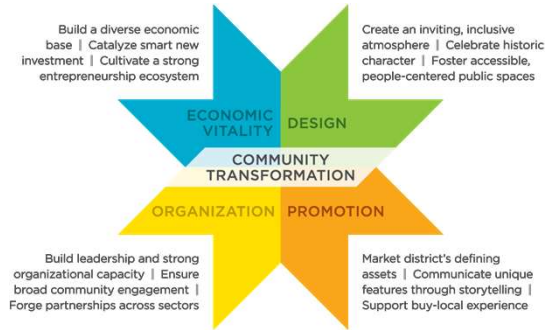 Build a diverse economic
base | Catalyze smart new
investment | Cultivate a strong
entrepreneurship ecosystem
Create an inviting, inclusive
atmosphere | Celebrate historic
character | Foster accessible,
people-centered public spaces
ECONOMIC
VITALITY
DESIGN
COMMUNITY
TRANSFORMATION
ORGANIZATION
PROMOTION
Build leadership and strong
organizational capacity | Ensure
broad community engagement |
Forge partnerships across sectors
Market district's defining
assets | Communicate unique
features through storytelling |
Support buy-local experience